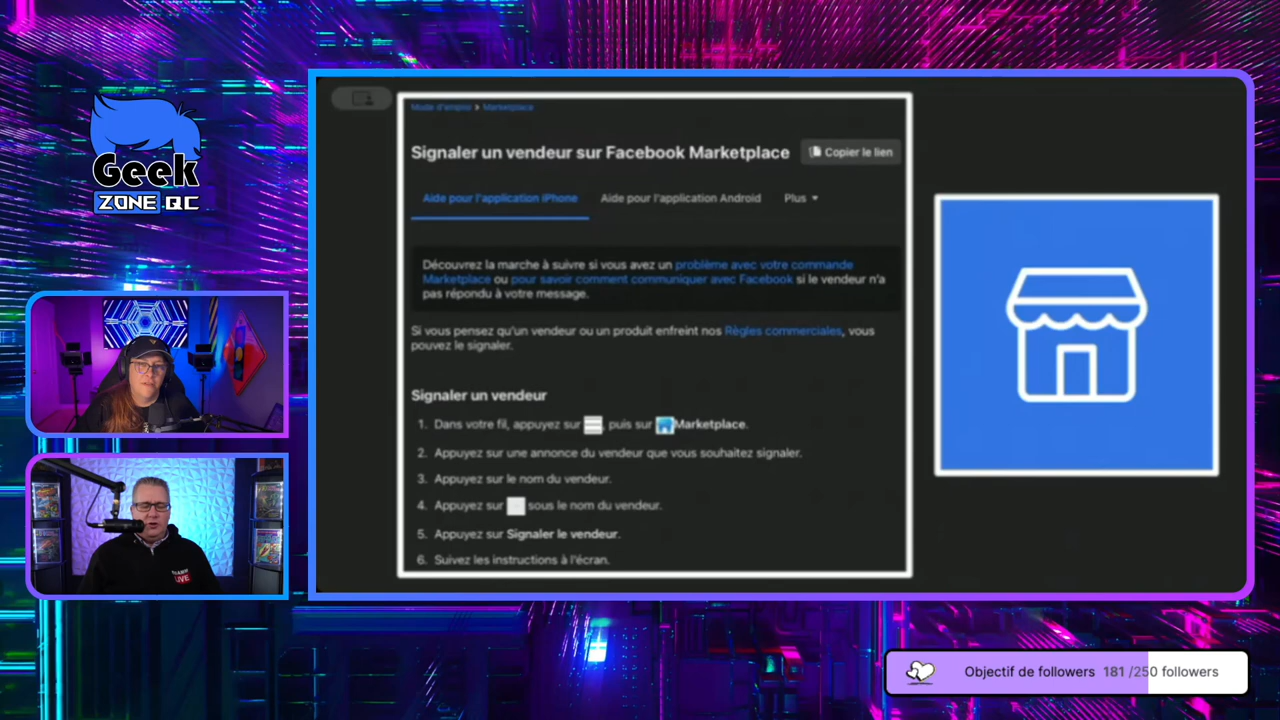 Geek
ZONE QC
Mode d'emploi > Marketplace
Signaler un vendeur sur Facebook Marketplace
Copier le lien
Aide pour l'application iPhone
Aide pour l'application Android
Plus
Découvrez la marche à suivre si vous avez un problème avec votre commande
Marketplace ou pour savoir comment communiquer avec Facebook si le vendeur n'a
pas répondu à votre message.
Si vous pensez qu'un vendeur ou un produit enfreint nos Règles commerciales, vous
pouvez le signaler.
Signaler un vendeur
1. Dans votre fil, appuyez sur , puis sur Marketplace.
2. Appuyez sur une annonce du vendeur que vous souhaitez signaler.
3. Appuyez sur le nom du vendeur.
4. Appuyez sur sous le nom du vendeur.
5. Appuyez sur Signaler le vendeur.
6. Suivez les instructions à l'écran.
LIVE
Objectif de followers 181 /250 followers